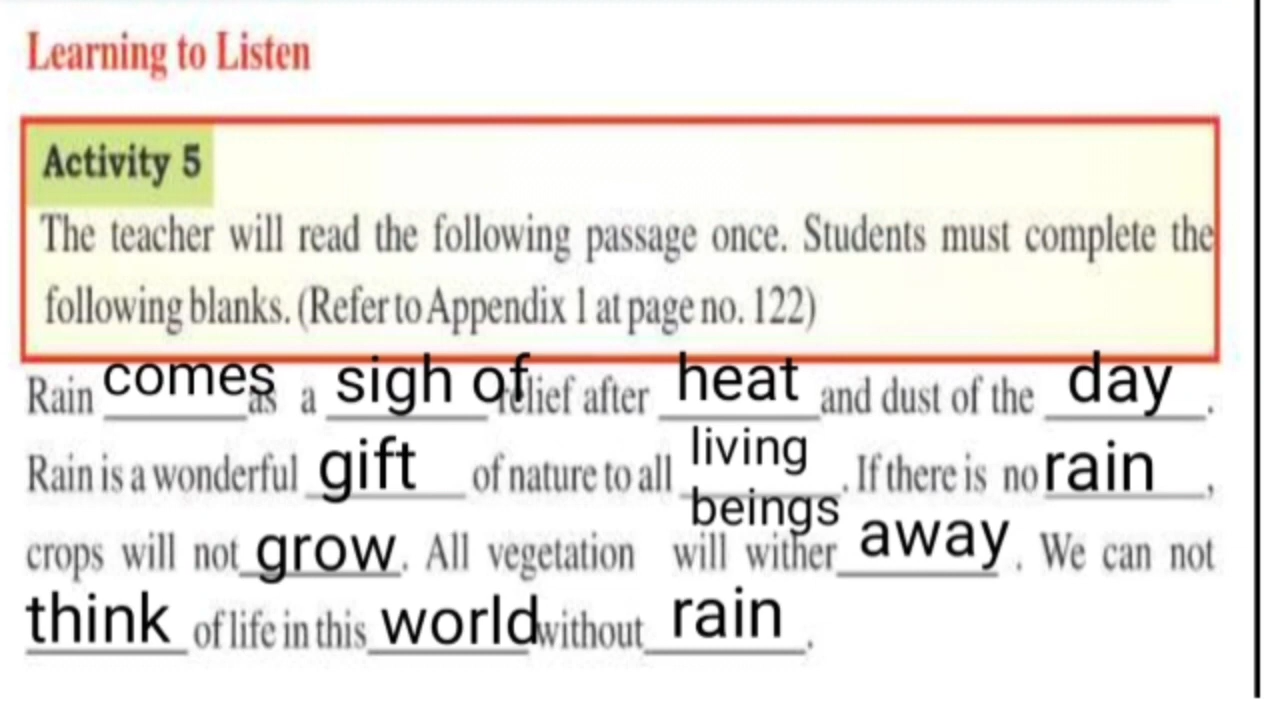 Learning to Listen
Activity 5
The teacher will read the following passage once. Students must complete the
following blanks. (Refer to Appendix 1 at page no. 122)
Rain comes as a sigh of relief after heat and dust of the day.
Rain is a wonderful gift of nature to all living beings. If there is no rain,
crops will not grow. All vegetation will wither away. We can not
think of life in this world without rain.